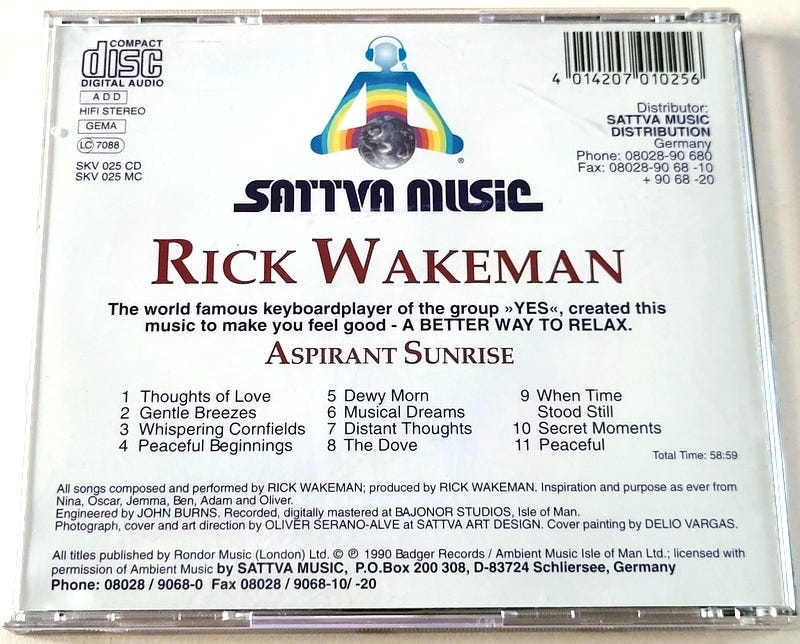 COMPACT
disc
DIGITAL AUDIO
ADD
HIFI STEREO
GEMA
LC 7088
SKV 025 CD
SKV 025 MC
®
SATTVA MUSIC
4 014207 010256
Distributor:
SATTVA MUSIC
DISTRIBUTION
Germany
Phone: 08028-90 680
Fax: 08028-90 68 -10
+ 90 68 -20
RICK WAKEMAN
The world famous keyboardplayer of the group »YES«, created this
music to make you feel good - A BETTER WAY TO RELAX.
ASPIRANT SUNRISE
1 Thoughts of Love
2 Gentle Breezes
3 Whispering Cornfields
4 Peaceful Beginnings
5 Dewy Morn
6 Musical Dreams
7 Distant Thoughts
8 The Dove
9 When Time
Stood Still
10 Secret Moments
11 Peaceful
Total Time: 58:59
All songs composed and performed by RICK WAKEMAN; produced by RICK WAKEMAN. Inspiration and purpose as ever from
Nina, Oscar, Jemma, Ben, Adam and Oliver.
Engineered by JOHN BURNS. Recorded, digitally mastered at BAJONOR STUDIOS, Isle of Man.
Photograph, cover and art direction by OLIVER SERANO-ALVE at SATTVA ART DESIGN. Cover painting by DELIO VARGAS.
All titles published by Rondor Music (London) Ltd. © ℗ 1990 Badger Records / Ambient Music Isle of Man Ltd.; licensed with
permission of Ambient Music by SATTVA MUSIC, P.O.Box 200 308, D-83724 Schliersee, Germany
Phone: 08028 / 9068-0 Fax 08028 / 9068-10/ -20